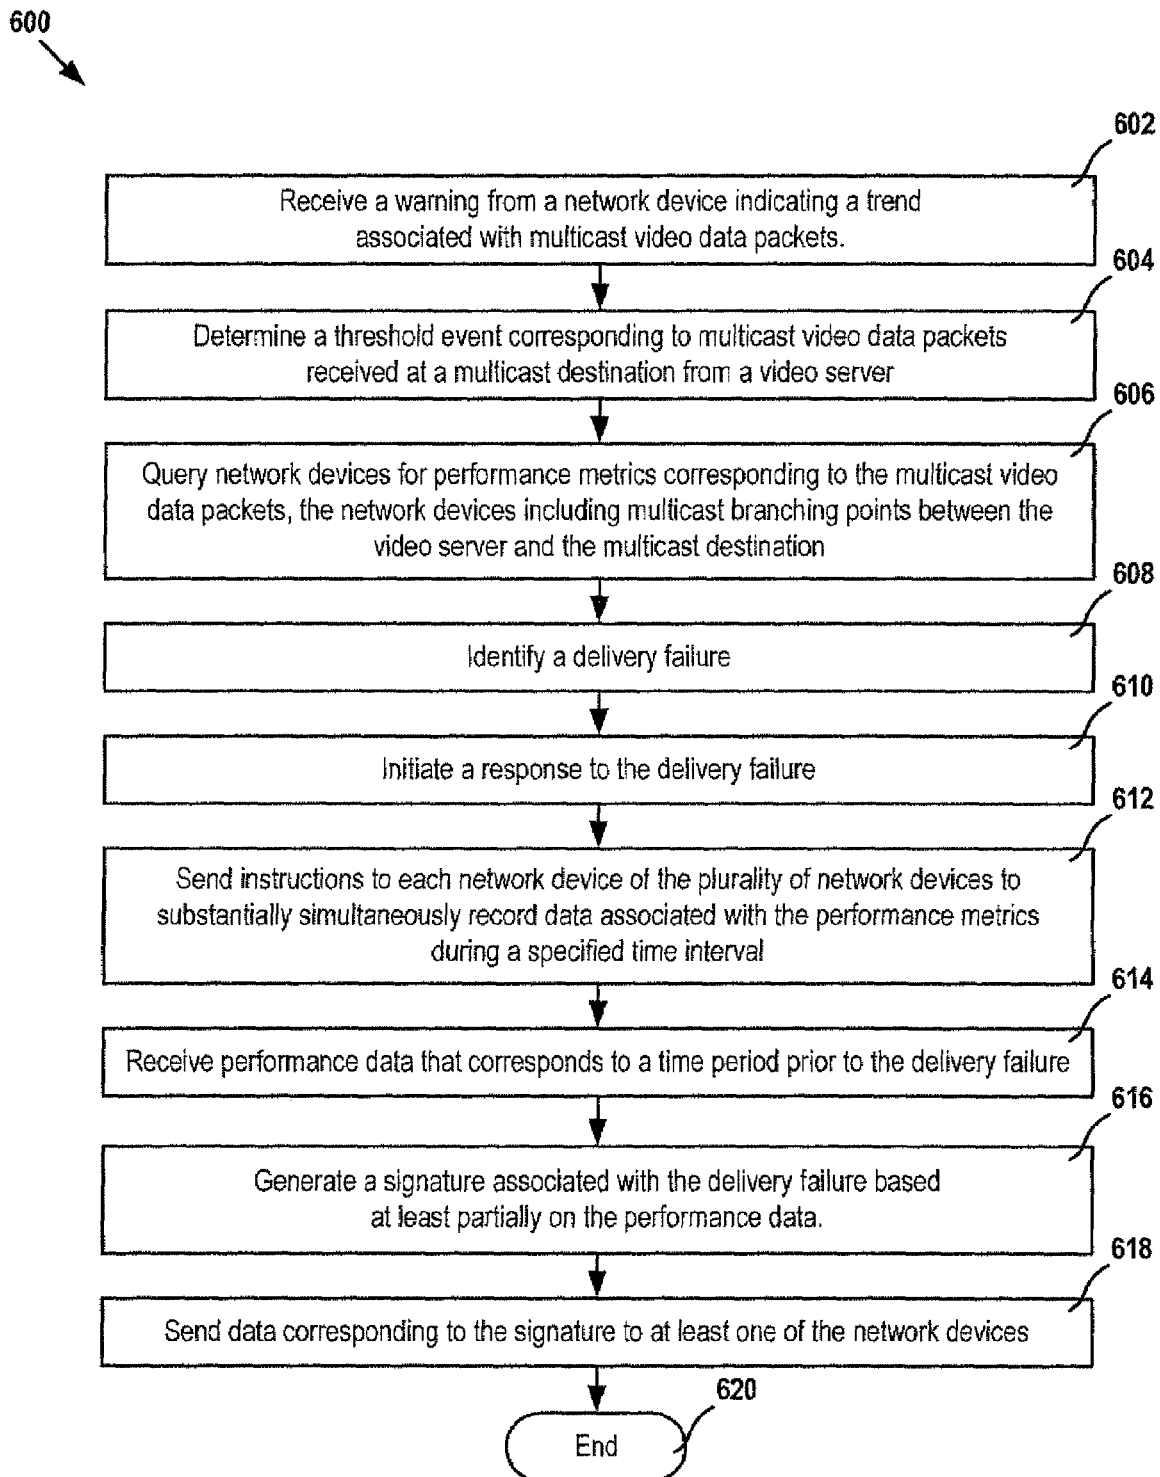 600
602
Receive a warning from a network device indicating a trend
associated with multicast video data packets.
604
Determine a threshold event corresponding to multicast video data packets
received at a multicast destination from a video server
606
Query network devices for performance metrics corresponding to the multicast video
data packets, the network devices including multicast branching points between the
video server and the multicast destination
608
Identify a delivery failure
610
Initiate a response to the delivery failure
612
Send instructions to each network device of the plurality of network devices to
substantially simultaneously record data associated with the performance metrics
during a specified time interval
614
Receive performance data that corresponds to a time period prior to the delivery failure
616
Generate a signature associated with the delivery failure based
at least partially on the performance data.
618
Send data corresponding to the signature to at least one of the network devices
620
End